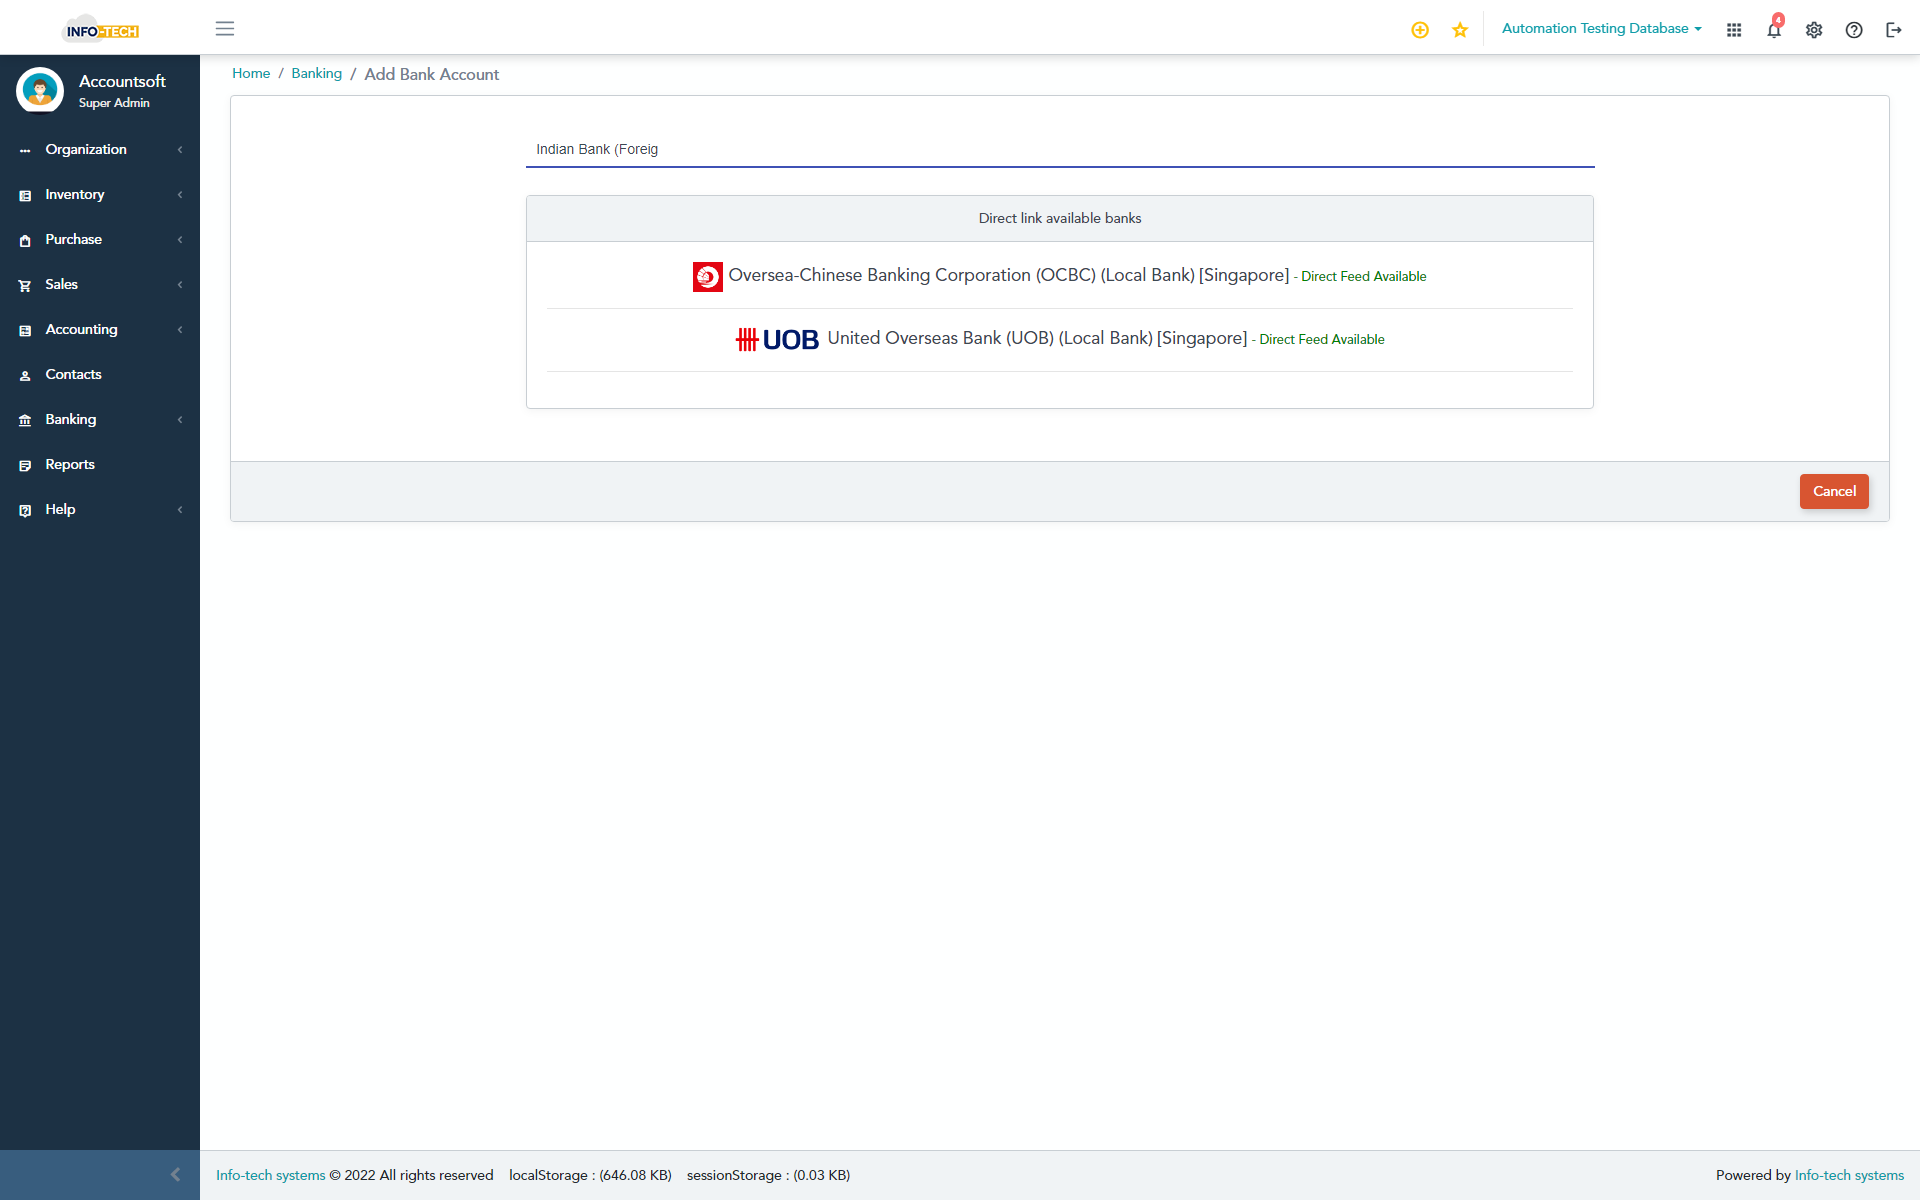 INFO-TECH
Automation Testing Database
4
Accountsoft
Super Admin
Organization
Inventory
Purchase
Sales
Accounting
Contacts
Banking
Reports
Help
Home / Banking / Add Bank Account
Indian Bank (Foreig
Direct link available banks
Oversea-Chinese Banking Corporation (OCBC) (Local Bank) [Singapore] - Direct Feed Available
UOB United Overseas Bank (UOB) (Local Bank) [Singapore] - Direct Feed Available
Cancel
Info-tech systems © 2022 All rights reserved localStorage : (646.08 KB) sessionStorage : (0.03 KB)
Powered by Info-tech systems